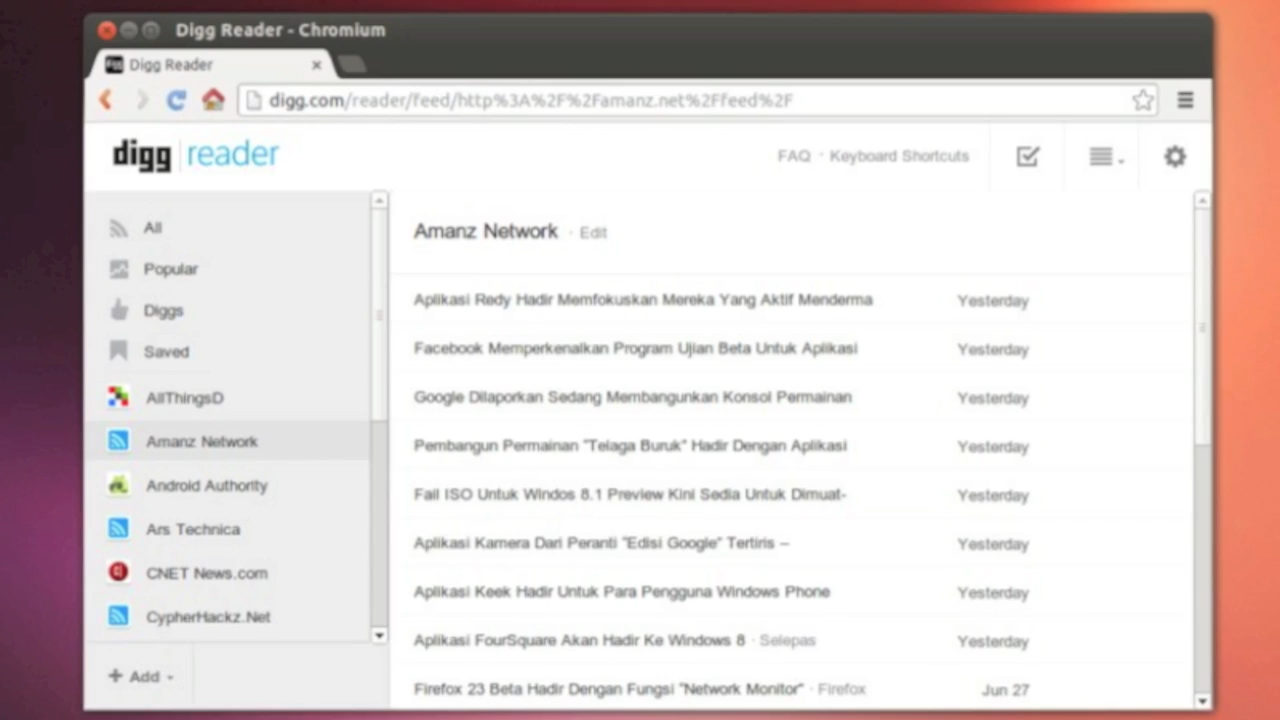 Digg Reader - Chromium
Digg Reader
digg.com/reader/feed/http%3A%2F%2Famanz.net%2Ffeed%2F
digg reader
FAQ · Keyboard Shortcuts
All
Popular
Diggs
Saved
AllThingsD
Amanz Network
Android Authority
Ars Technica
CNET News.com
CypherHackz.Net
+ Add
Amanz Network · Edit
Aplikasi Redy Hadir Memfokuskan Mereka Yang Aktif Menderma Yesterday
Facebook Memperkenalkan Program Ujian Beta Untuk Aplikasi Yesterday
Google Dilaporkan Sedang Membangunkan Konsol Permainan Yesterday
Pembangun Permainan "Telaga Buruk" Hadir Dengan Aplikasi Yesterday
Fail ISO Untuk Windos 8.1 Preview Kini Sedia Untuk Dimuat- Yesterday
Aplikasi Kamera Dari Peranti "Edisi Google" Tertiris – Yesterday
Aplikasi Keek Hadir Untuk Para Pengguna Windows Phone Yesterday
Aplikasi FourSquare Akan Hadir Ke Windows 8 · Selepas Yesterday
Firefox 23 Beta Hadir Dengan Fungsi "Network Monitor" · Firefox Jun 27